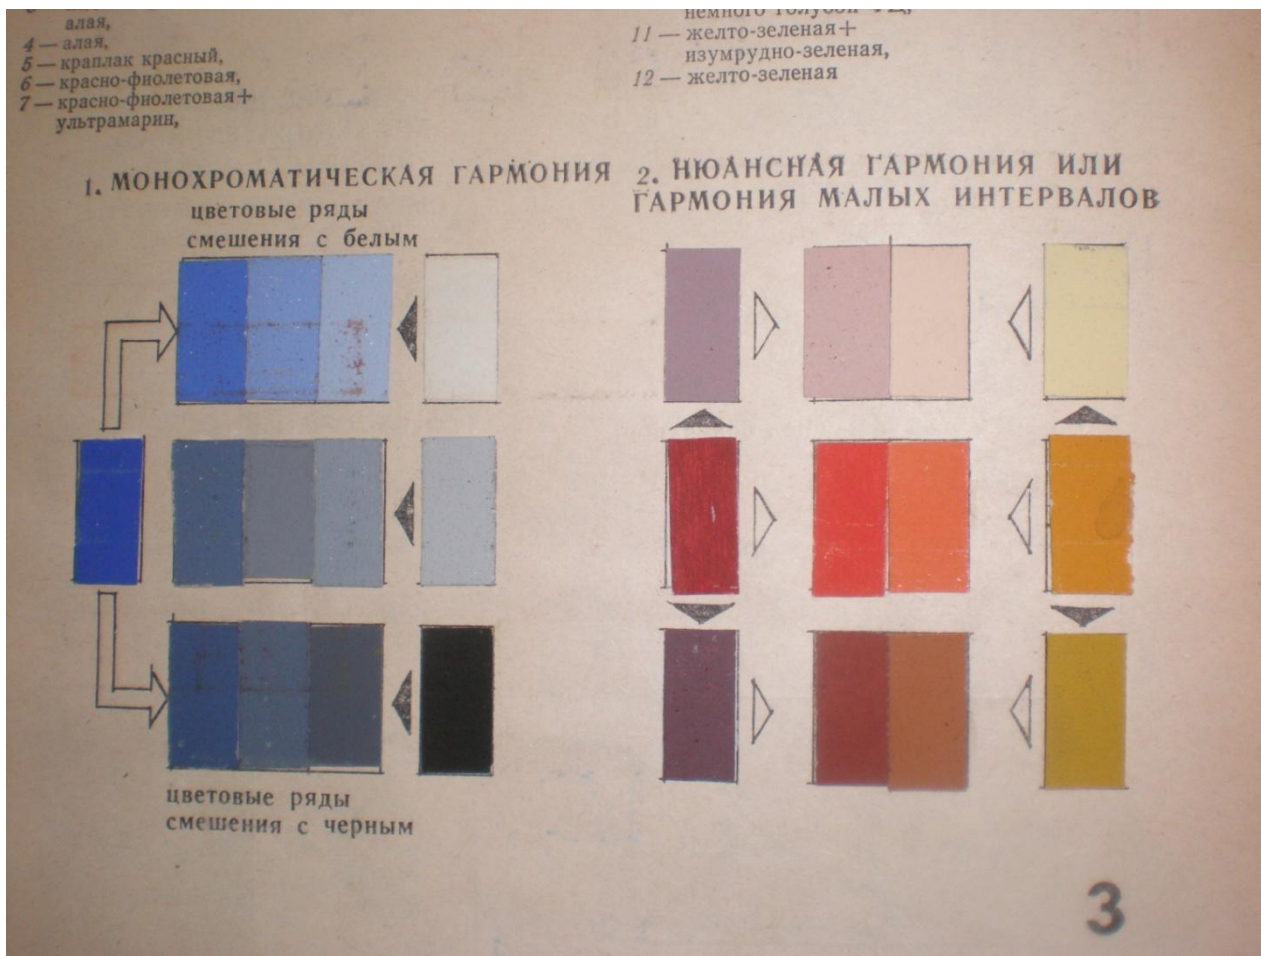 алая,
4 — алая,
5 — краплак красный,
6 — красно-фиолетовая,
7 — красно-фиолетовая+
ультрамарин,
немного голубой
11 — желто-зеленая+
изумрудно-зеленая,
12 — желто-зеленая
1. МОНОХРОМАТИЧЕСКАЯ ГАРМОНИЯ
цветовые ряды
смешения с белым
2. НЮАНСНАЯ ГАРМОНИЯ ИЛИ
ГАРМОНИЯ МАЛЫХ ИНТЕРВАЛОВ
цветовые ряды
смешения с черным
3